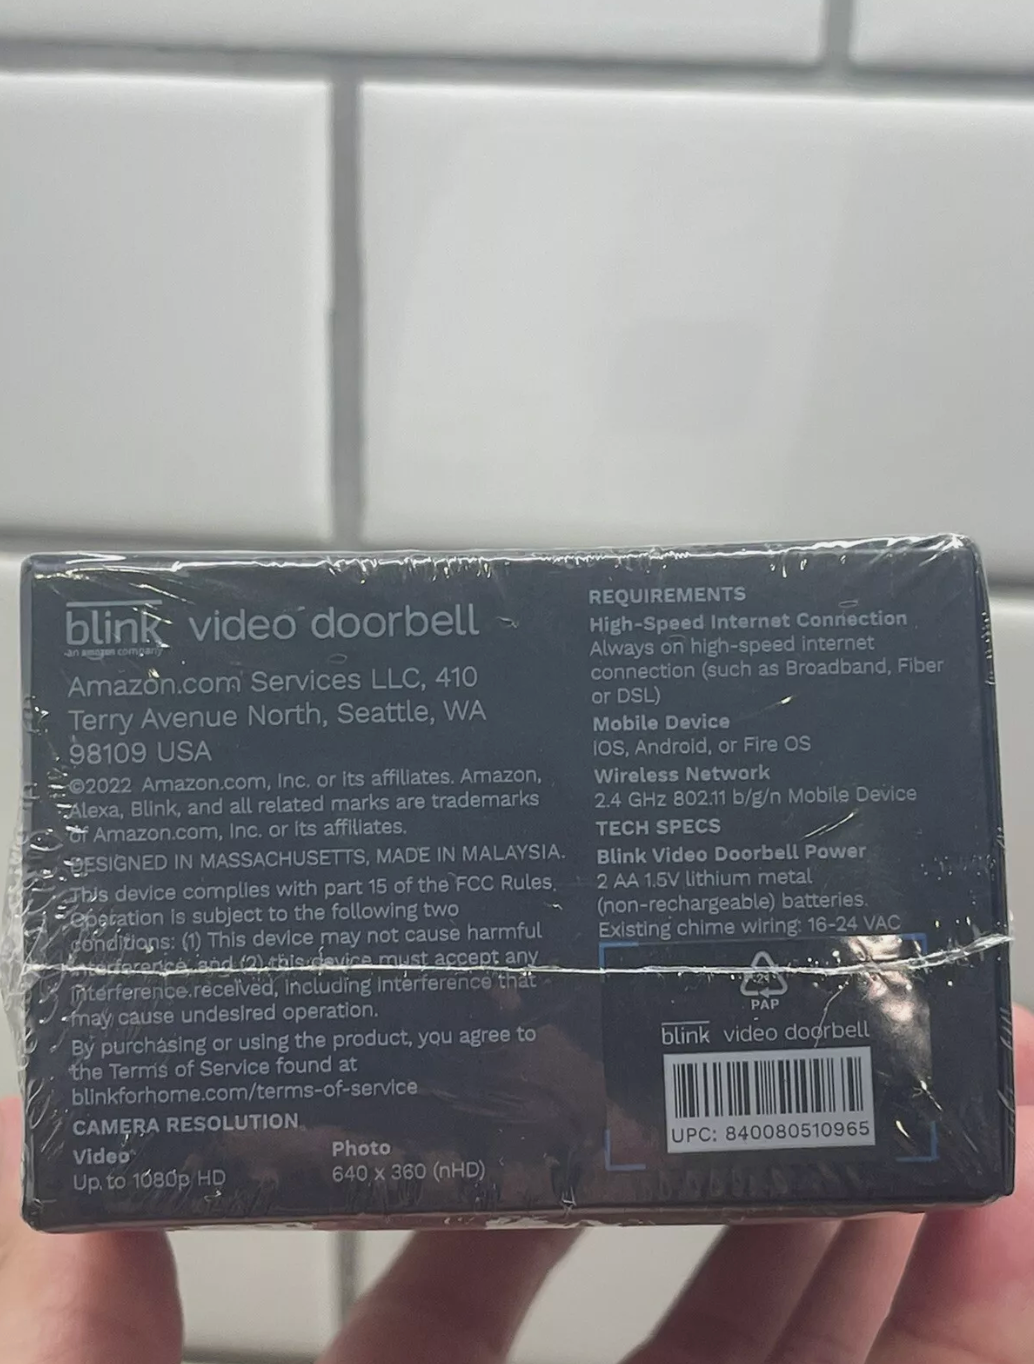 blink video doorbell
an amazon company
Amazon.com Services LLC, 410
Terry Avenue North, Seattle, WA
98109 USA
©2022 Amazon.com, Inc. or its affiliates. Amazon,
Alexa, Blink, and all related marks are trademarks
of Amazon.com, Inc. or its affiliates.
DESIGNED IN MASSACHUSETTS, MADE IN MALAYSIA.
This device complies with part 15 of the FCC Rules.
Operation is subject to the following two
conditions: (1) This device may not cause harmful
interference, and (2) this device must accept any
interference received, including interference that
may cause undesired operation.
By purchasing or using the product, you agree to
the Terms of Service found at
blinkforhome.com/terms-of-service
CAMERA RESOLUTION
Video
Up to 1080p HD
Photo
640 x 360 (nHD)
REQUIREMENTS
High-Speed Internet Connection
Always on high-speed internet
connection (such as Broadband, Fiber
or DSL)
Mobile Device
iOS, Android, or Fire OS
Wireless Network
2.4 GHz 802.11 b/g/n Mobile Device
TECH SPECS
Blink Video Doorbell Power
2 AA 1.5V lithium metal
(non-rechargeable) batteries.
Existing chime wiring: 16-24 VAC
PAP
blink video doorbell
UPC: 840080510965